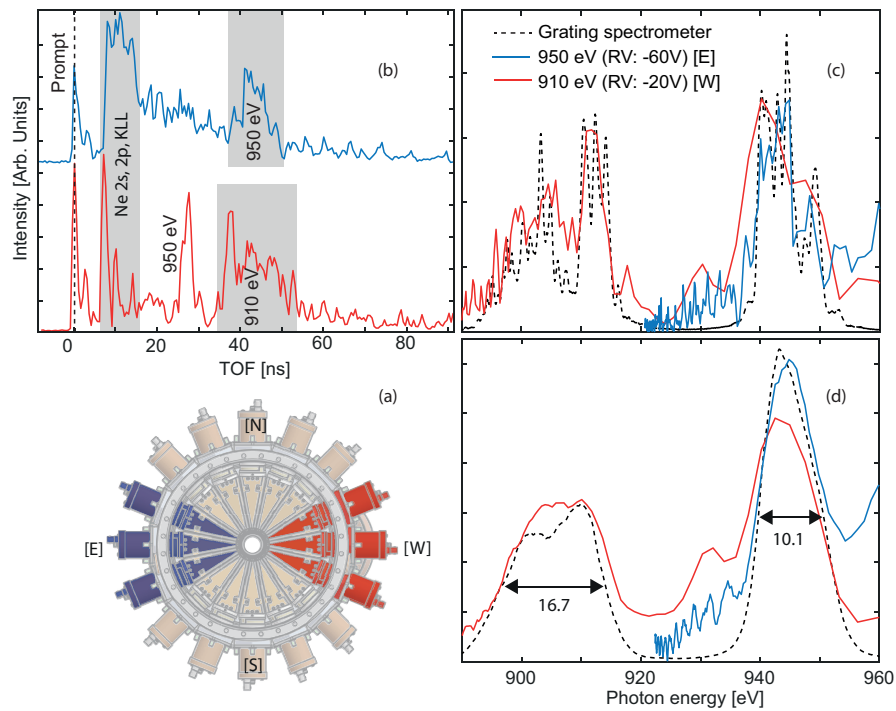 (b)
Prompt
Ne 2s, 2p, KLL
950 eV
950 eV
910 eV
Intensity [Arb. Units]
0 20 40 60 80
TOF [ns]
(c)
Grating spectrometer
950 eV (RV: -60V) [E]
910 eV (RV: -20V) [W]
(a)
[N]
[E]
[W]
[S]
(d)
16.7
10.1
900 920 940 960
Photon energy [eV]